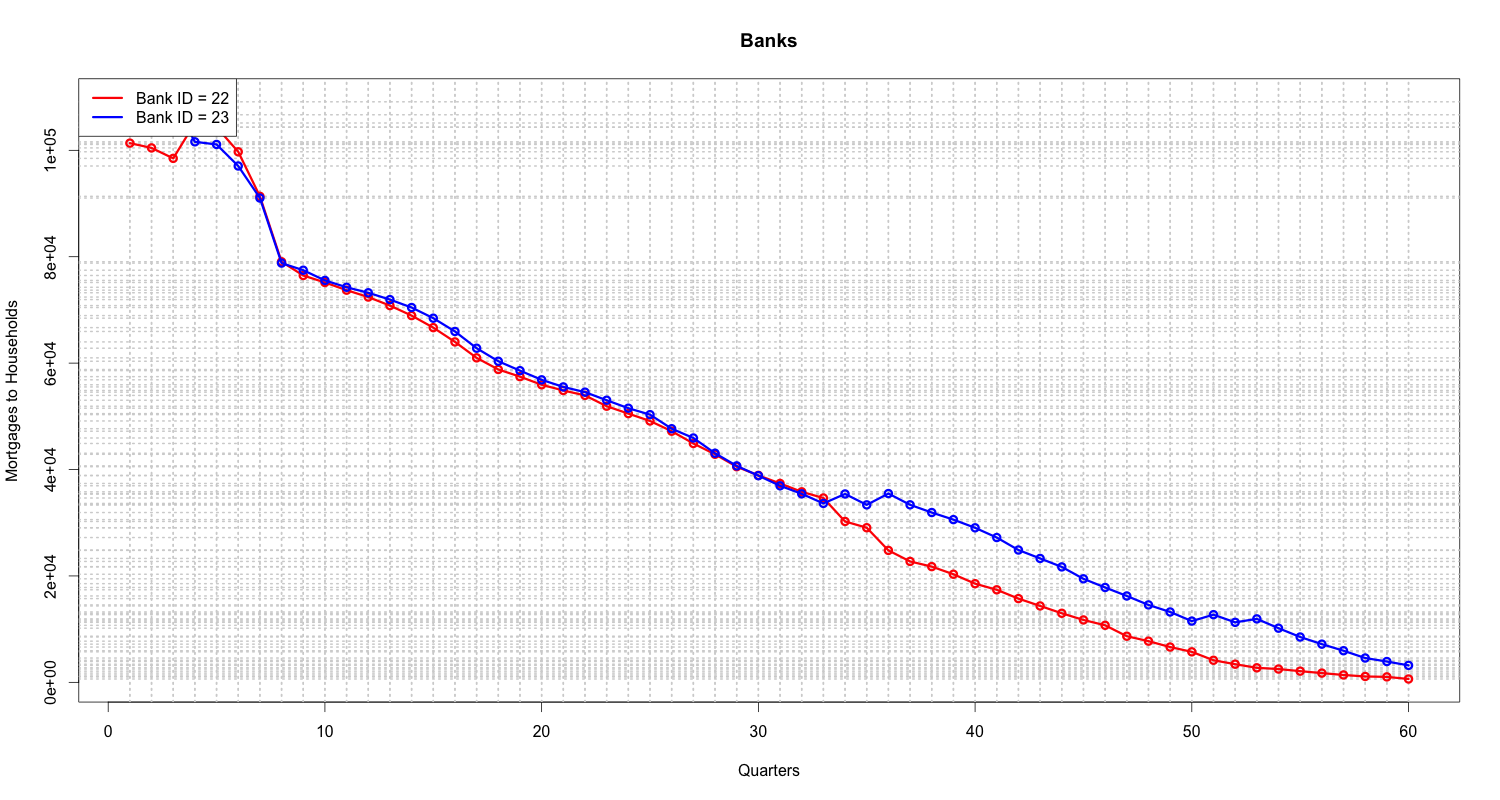 Banks
Bank ID = 22
Bank ID = 23
Mortgages to Households
1e+05
8e+04
6e+04
4e+04
2e+04
0e+00
0 10 20 30 40 50 60
Quarters